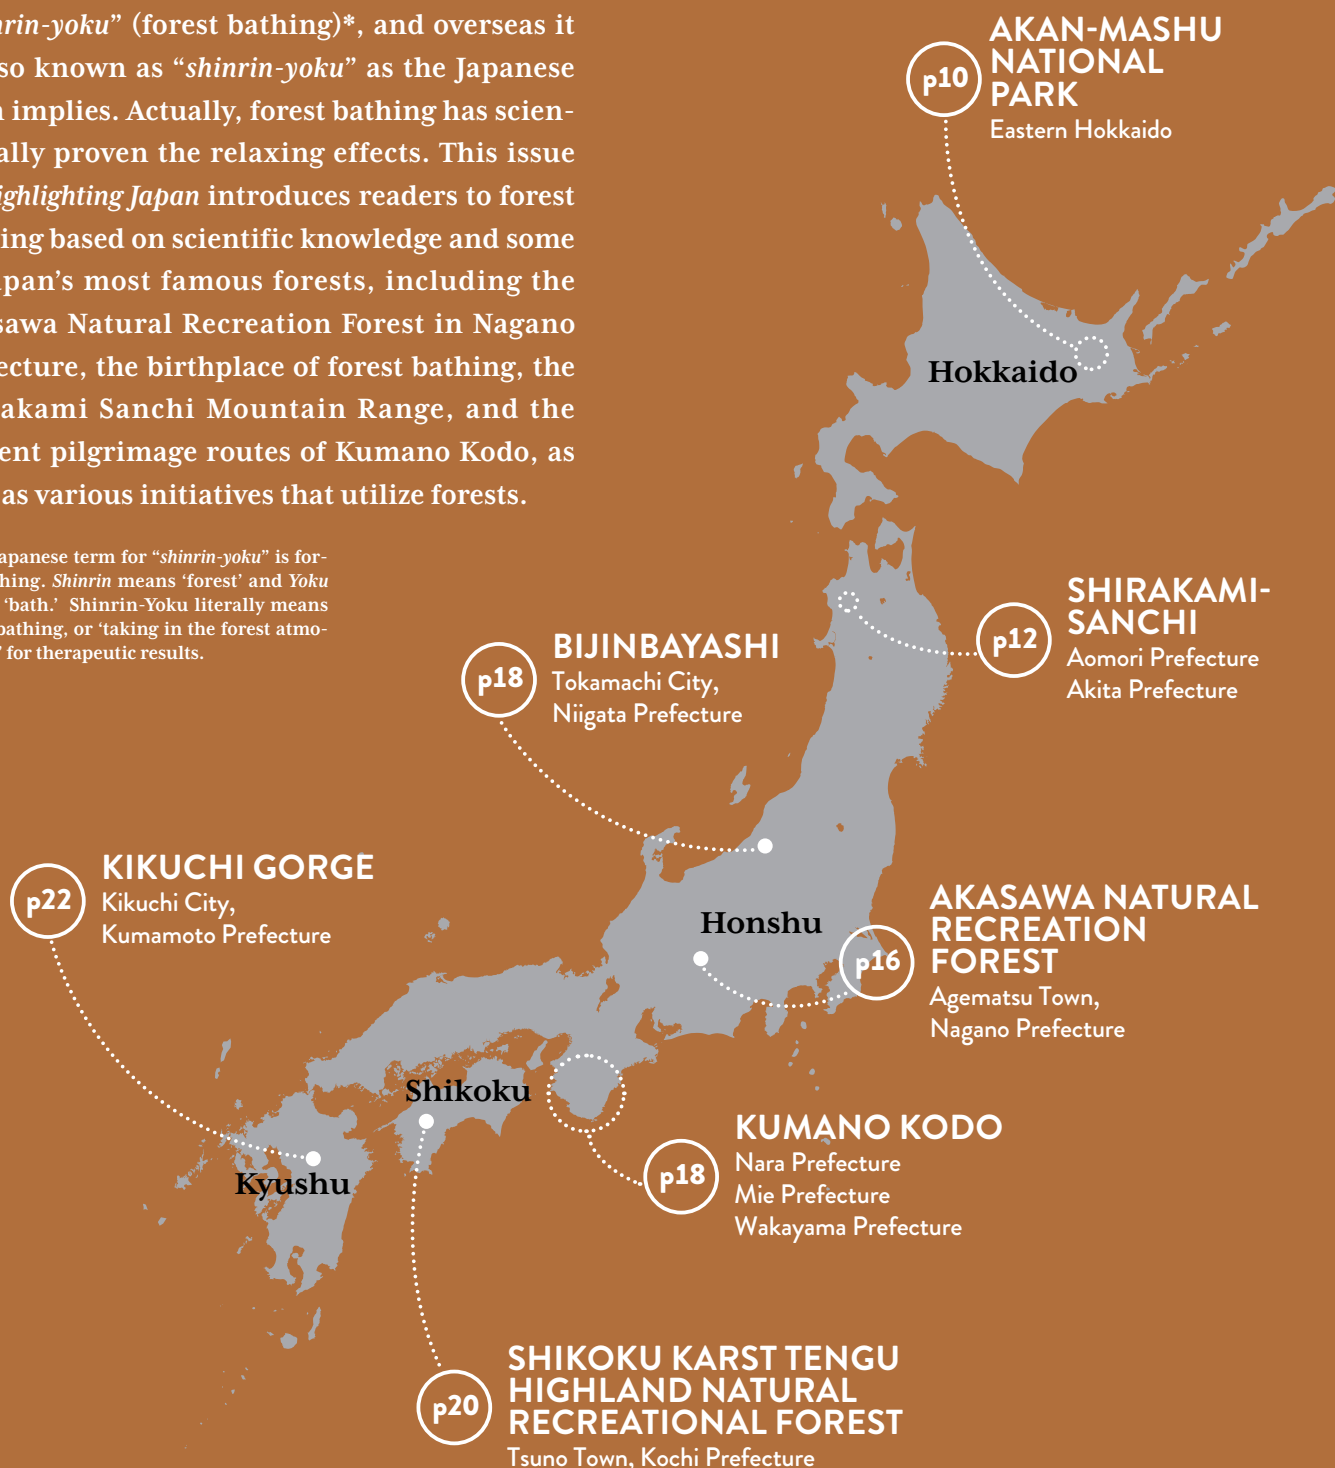 nrin-yoku” (forest bathing)*, and overseas it
so known as “shinrin-yoku” as the Japanese
n implies. Actually, forest bathing has scien-
ally proven the relaxing effects. This issue
ighlighting Japan introduces readers to forest
ing based on scientific knowledge and some
apan’s most famous forests, including the
sawa Natural Recreation Forest in Nagano
ecture, the birthplace of forest bathing, the
akami Sanchi Mountain Range, and the
ent pilgrimage routes of Kumano Kodo, as
as various initiatives that utilize forests.
apanese term for “shinrin-yoku” is for-
hing. Shinrin means ‘forest’ and Yoku
‘bath.’ Shinrin-Yoku literally means
bathing, or ‘taking in the forest atmo-
’ for therapeutic results.
p10
AKAN-MASHU
NATIONAL
PARK
Eastern Hokkaido
Hokkaido
p12
SHIRAKAMI-
SANCHI
Aomori Prefecture
Akita Prefecture
p18
BIJINBAYASHI
Tokamachi City,
Niigata Prefecture
p22
KIKUCHI GORGE
Kikuchi City,
Kumamoto Prefecture
Honshu
p16
AKASAWA NATURAL
RECREATION
FOREST
Agematsu Town,
Nagano Prefecture
Shikoku
Kyushu
p18
KUMANO KODO
Nara Prefecture
Mie Prefecture
Wakayama Prefecture
p20
SHIKOKU KARST TENGU
HIGHLAND NATURAL
RECREATIONAL FOREST
Tsuno Town, Kochi Prefecture